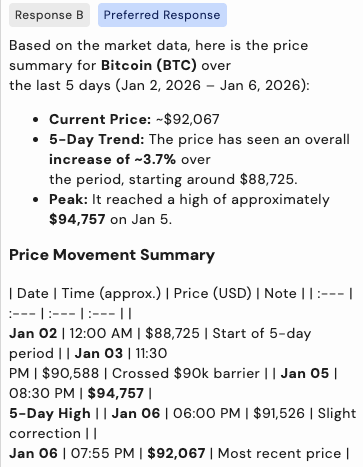 Response B Preferred Response
Based on the market data, here is the price
summary for Bitcoin (BTC) over
the last 5 days (Jan 2, 2026 – Jan 6, 2026):
• Current Price: ~$92,067
• 5-Day Trend: The price has seen an overall
increase of ~3.7% over
the period, starting around $88,725.
• Peak: It reached a high of approximately
$94,757 on Jan 5.
Price Movement Summary
| Date | Time (approx.) | Price (USD) | Note | | :--- |
:--- | :--- | :--- | |
Jan 02 | 12:00 AM | $88,725 | Start of 5-day
period | | Jan 03 | 11:30
PM | $90,588 | Crossed $90k barrier | | Jan 05 |
08:30 PM | $94,757 |
5-Day High | | Jan 06 | 06:00 PM | $91,526 | Slight
correction | |
Jan 06 | 07:55 PM | $92,067 | Most recent price |